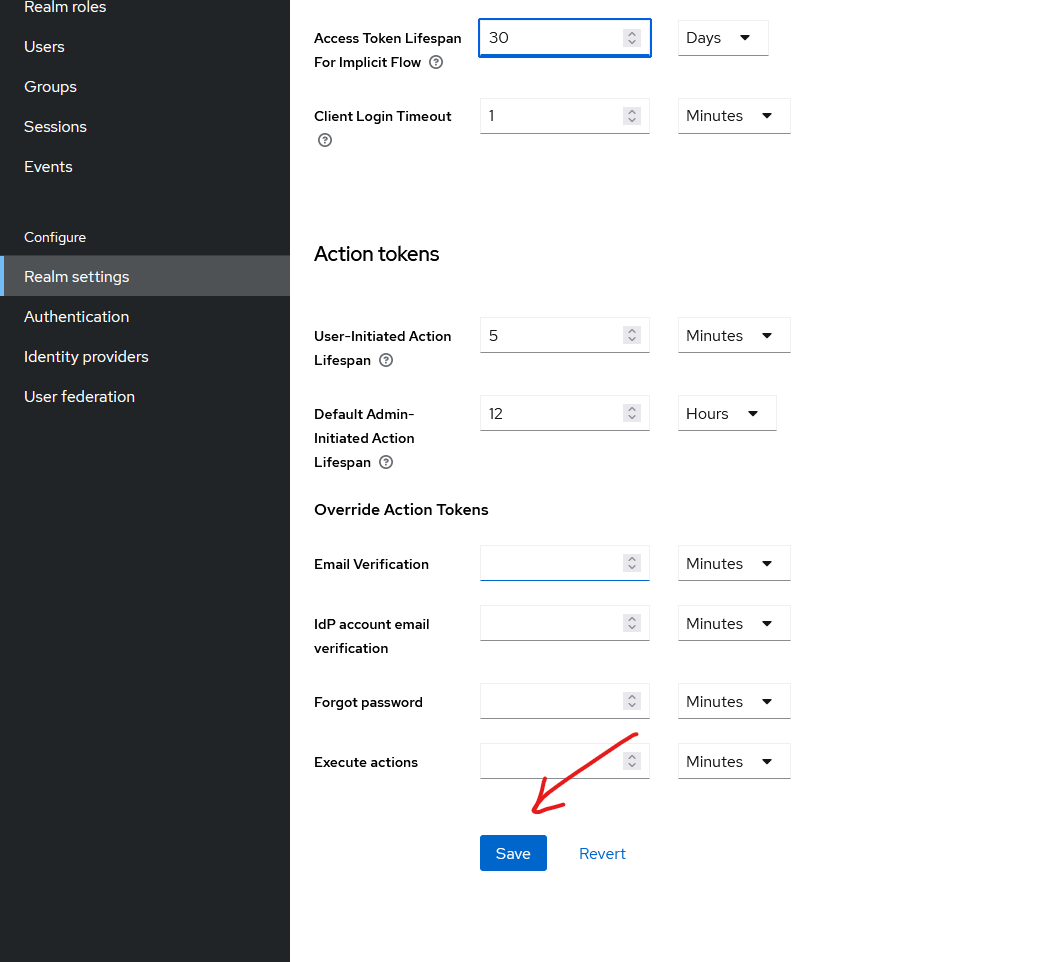 Realm roles
Users
Groups
Sessions
Events
Configure
Realm settings
Authentication
Identity providers
User federation
Access Token Lifespan
For Implicit Flow ?
30
Days
Client Login Timeout
?
1
Minutes
Action tokens
User-Initiated Action
Lifespan ?
5
Minutes
Default Admin-
Initiated Action
Lifespan ?
12
Hours
Override Action Tokens
Email Verification
Minutes
IdP account email
verification
Minutes
Forgot password
Minutes
Execute actions
Minutes
Save
Revert